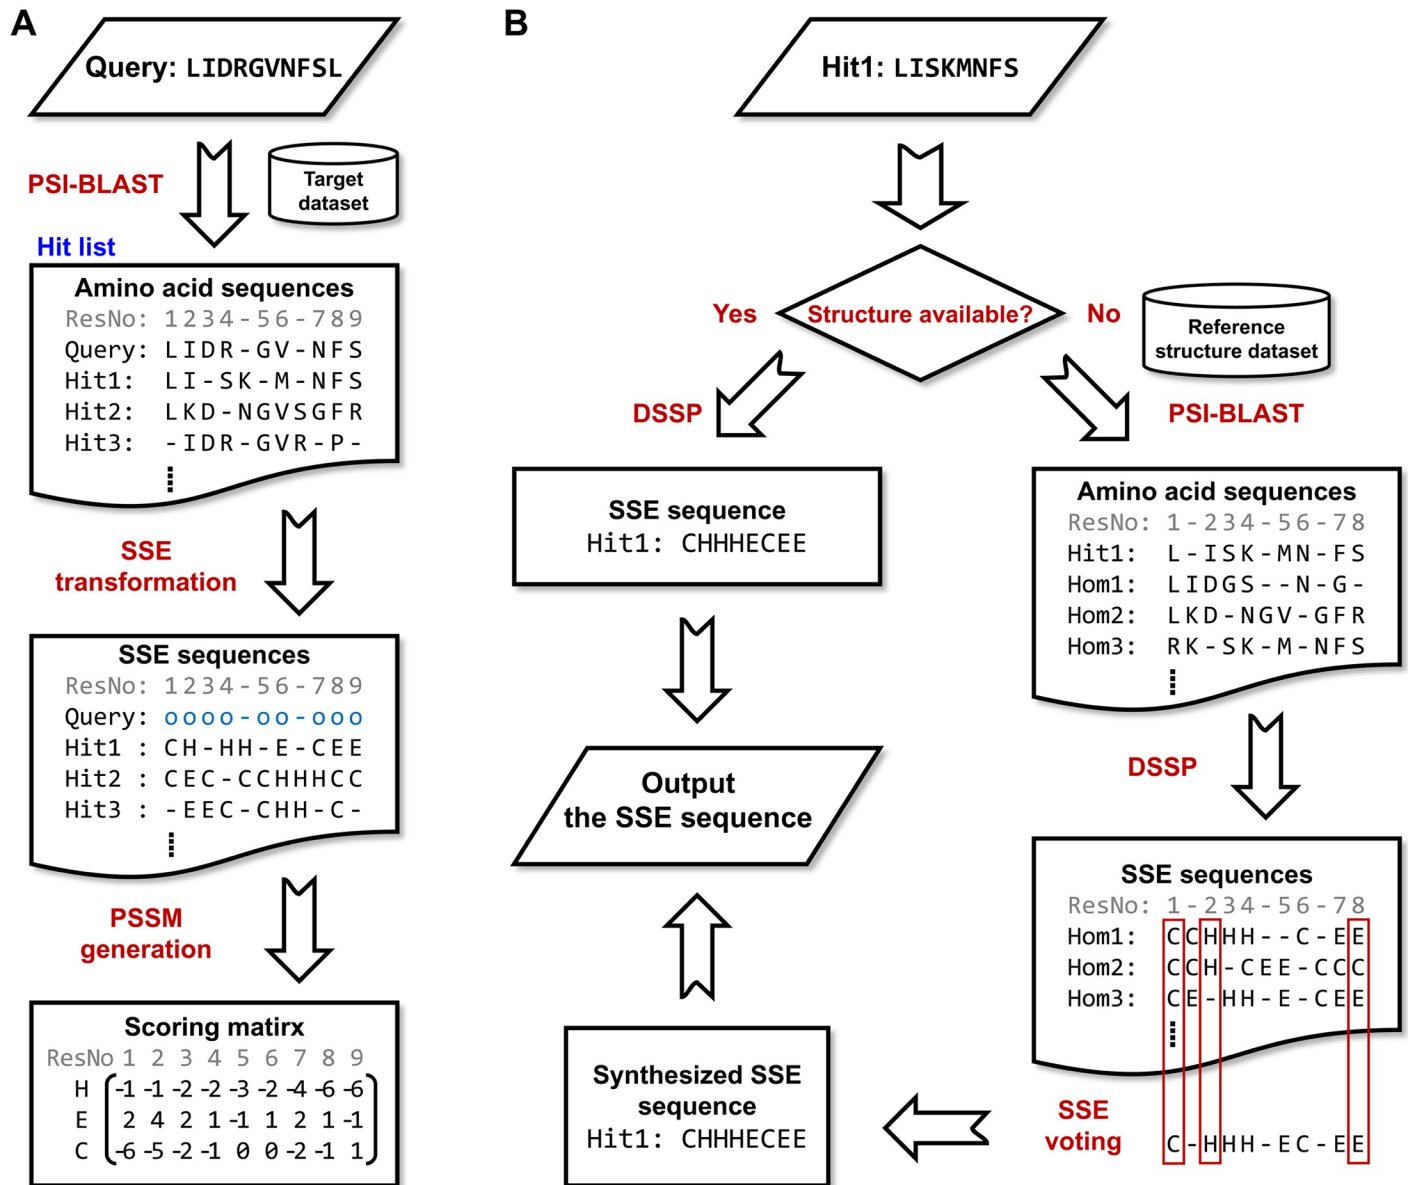 A
Query: LIDRGVNFSL
PSI-BLAST
Target
dataset
Hit list
Amino acid sequences
ResNo: 1234-56-789
Query: LIDR-GV-NFS
Hit1: LI-SK-M-NFS
Hit2: LKD-NGVSGFR
Hit3: -IDR-GVR-P-
SSE
transformation
SSE sequences
ResNo: 1234-56-789
Query: oooo-oo-ooo
Hit1 : CH-HH-E-CEE
Hit2 : CEC-CCHHHCC
Hit3 : -EEC-CHH-C-
PSSM
generation
Scoring matirx
ResNo 1 2 3 4 5 6 7 8 9
H -1 -1 -2 -2 -3 -2 -4 -6 -6
E 2 4 2 1 -1 1 2 1 -1
C -6 -5 -2 -1 0 0 -2 -1 1
B
Hit1: LISKMNFS
Structure available?
Yes
No
Reference
structure dataset
DSSP
PSI-BLAST
SSE sequence
Hit1: CHHHECEE
Amino acid sequences
ResNo: 1-234-56-78
Hit1: L-ISK-MN-FS
Hom1: LIDGS--N-G-
Hom2: LKD-NGV-GFR
Hom3: RK-SK-M-NFS
DSSP
Output
the SSE sequence
SSE sequences
ResNo: 1-234-56-78
Hom1: CCHHH--C-EE
Hom2: CCH-CEE-CCC
Hom3: CE-HH-E-CEE
SSE
voting
C-HHH-EC-EE
Synthesized SSE
sequence
Hit1: CHHHECEE